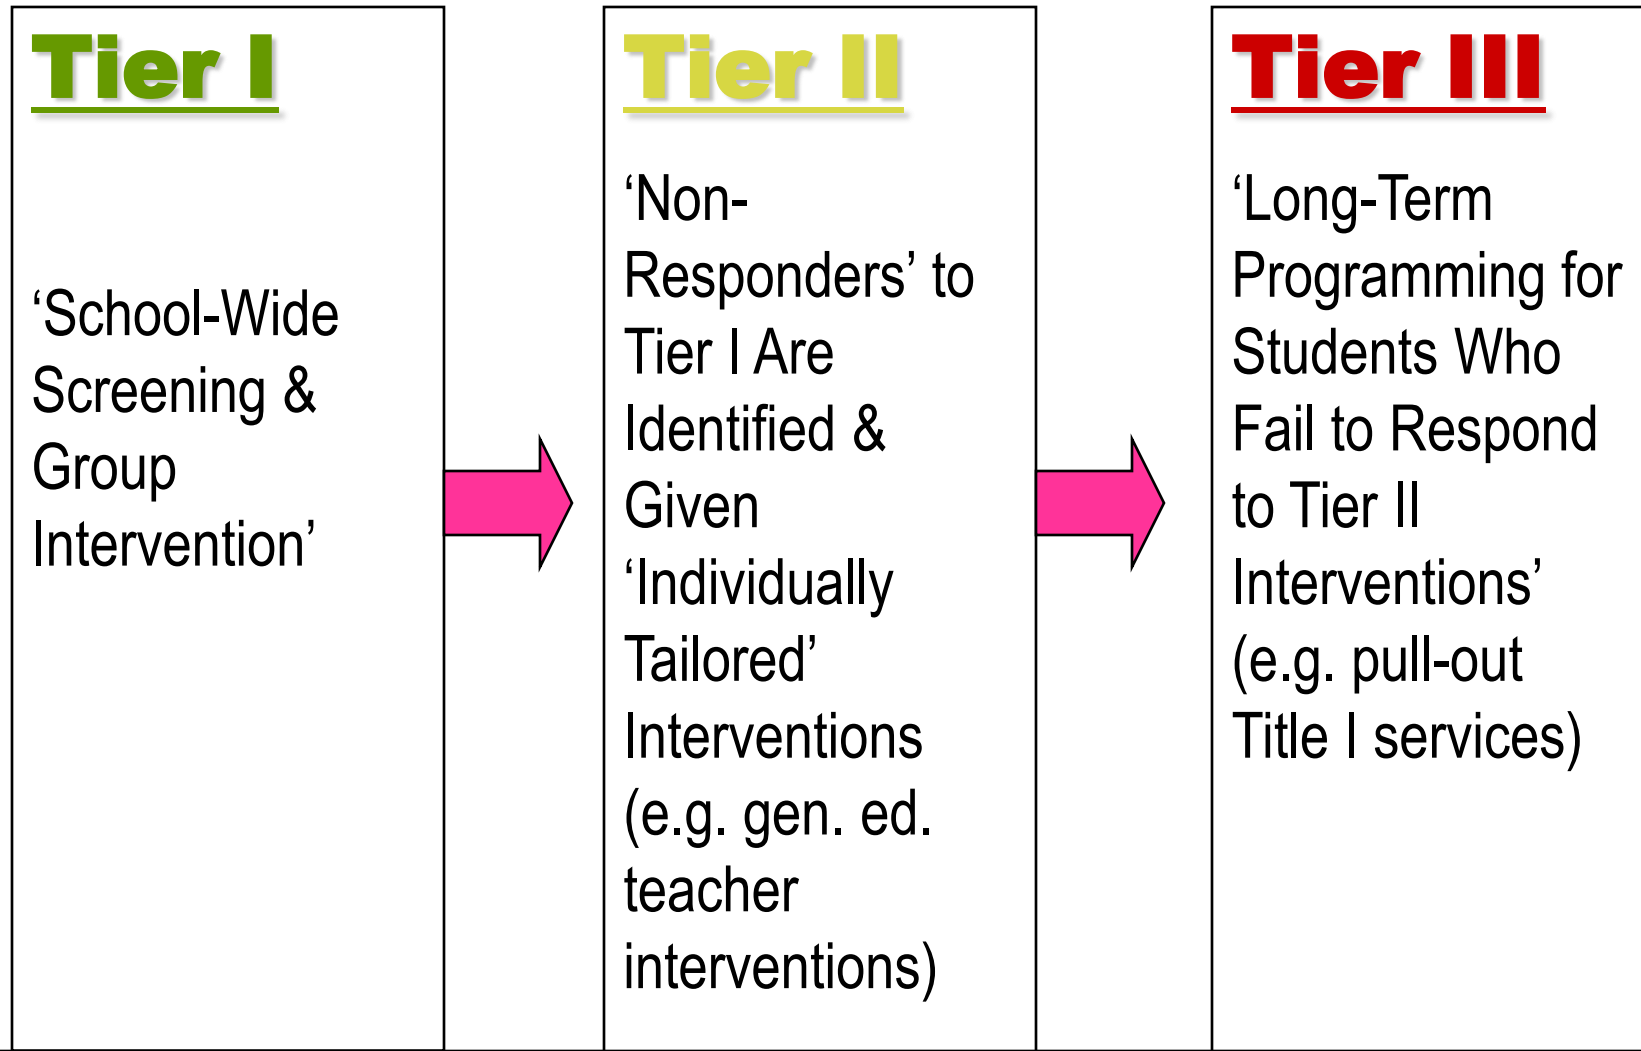 Tier I
‘School-Wide
Screening &
Group
Intervention’
Tier II
‘Non-
Responders’ to
Tier I Are
Identified &
Given
‘Individually
Tailored’
Interventions
(e.g. gen. ed.
teacher
interventions)
Tier III
‘Long-Term
Programming for
Students Who
Fail to Respond
to Tier II
Interventions’
(e.g. pull-out
Title I services)